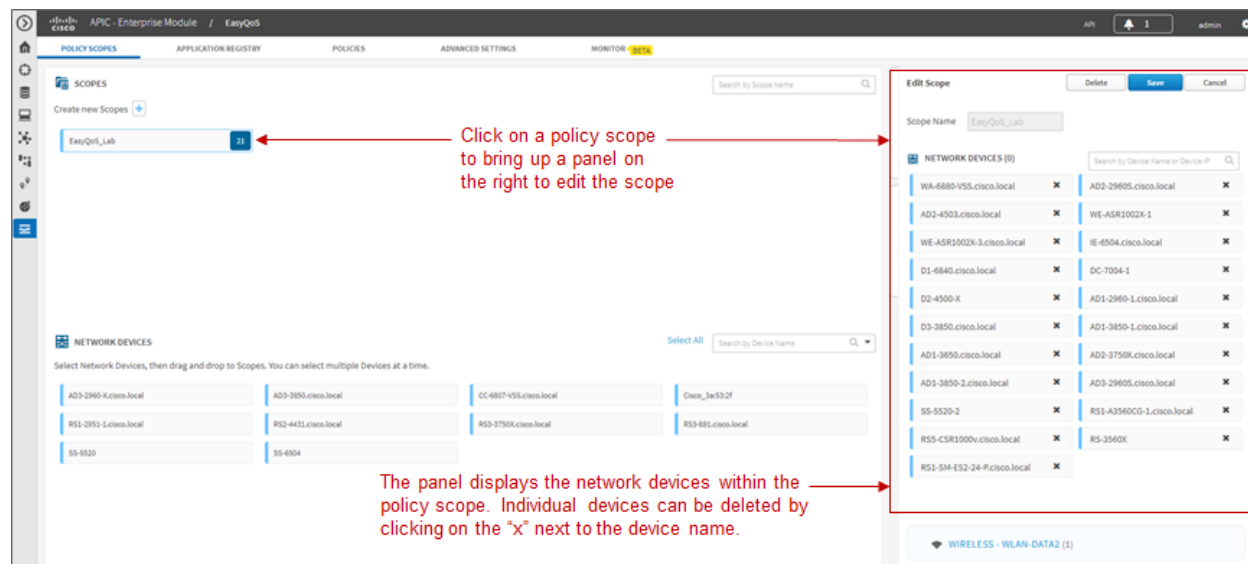 cisco APIC - Enterprise Module / EasyQoS
API 1 admin
POLICY SCOPES APPLICATION REGISTRY POLICIES ADVANCED SETTINGS MONITOR BETA
SCOPES
Search by Scope Name
Create new Scopes +
EasyQoS_Lab 21
Click on a policy scope
to bring up a panel on
the right to edit the scope
NETWORK DEVICES
Select All
Search by Device Name
Select Network Devices, then drag and drop to Scopes. You can select multiple Devices at a time.
AD3-2960-X.cisco.local AD3-3850.cisco.local CC-6807-VSS.cisco.local Cisco_3a:53:2f
RS1-2951-1.cisco.local RS2-4431.cisco.local RS3-3750X.cisco.local RS3-891.cisco.local
SS-5520 SS-6504
The panel displays the network devices within the
policy scope. Individual devices can be deleted by
clicking on the “x” next to the device name.
Edit Scope Delete Save Cancel
Scope Name EasyQoS_Lab
NETWORK DEVICES (0) Search by Device Name or Device IP
WA-6880-VSS.cisco.local ✖ AD2-2960S.cisco.local ✖
AD2-4503.cisco.local ✖ WE-ASR1002X-1 ✖
WE-ASR1002X-3.cisco.local ✖ IE-6504.cisco.local ✖
D1-6840.cisco.local ✖ DC-7004-1 ✖
D2-4500-X ✖ AD1-2960-1.cisco.local ✖
D3-3850.cisco.local ✖ AD1-3850-1.cisco.local ✖
AD1-3650.cisco.local ✖ AD2-3750X.cisco.local ✖
AD1-3850-2.cisco.local ✖ AD3-2960S.cisco.local ✖
SS-5520-2 ✖ RS1-A3560CG-1.cisco.local ✖
RS5-CSR1000v.cisco.local ✖ RS-3560X ✖
RS1-SM-ES2-24-P.cisco.local ✖
WIRELESS - WLAN-DATA2 (1)